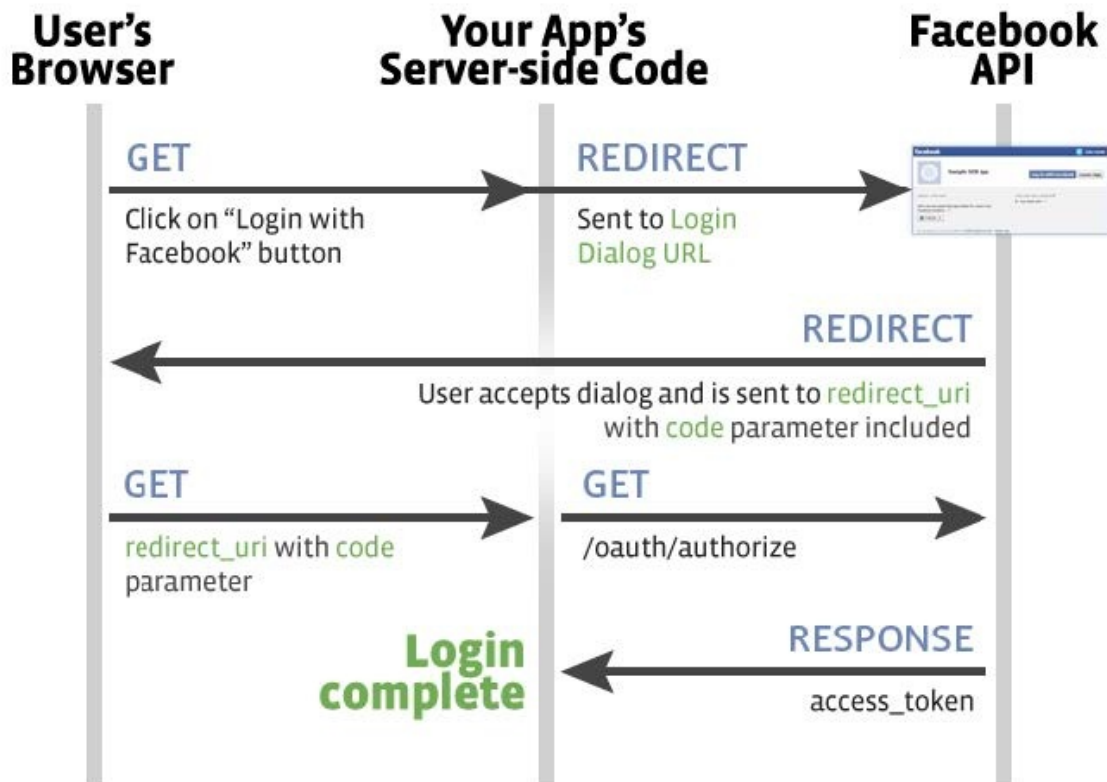 User's
Browser
Your App's
Server-side Code
Facebook
API
GET
Click on “Login with
Facebook” button
REDIRECT
Sent to Login
Dialog URL
facebook
REDIRECT
User accepts dialog and is sent to redirect_uri
with code parameter included
GET
redirect_uri with code
parameter
GET
/oauth/authorize
Login
complete
RESPONSE
access_token